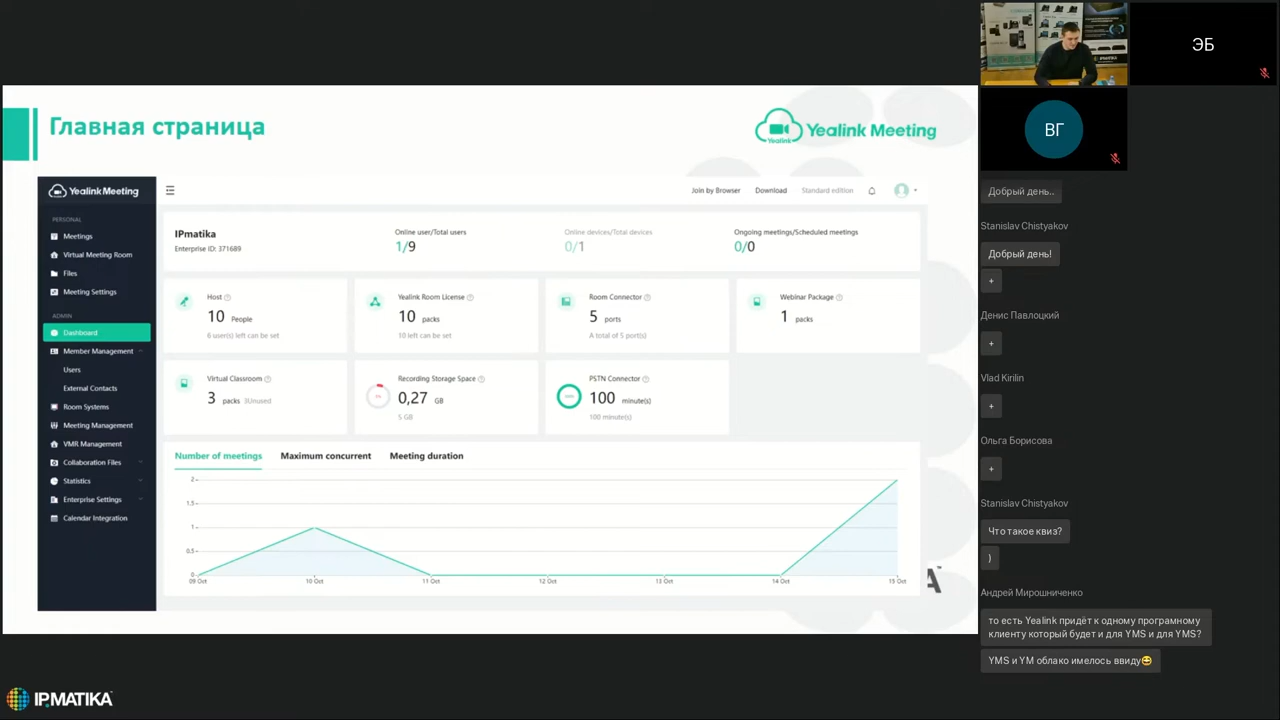 Главная страница
Yealink
Yealink Meeting
Yealink Meeting
Join by Browser
Download
Standard edition
PERSONAL
Meetings
Virtual Meeting Room
Files
Meeting Settings
ADMIN
Dashboard
Member Management
Users
External Contacts
Room Systems
Meeting Management
VMR Management
Collaboration Files
Statistics
Enterprise Settings
Calendar Integration
IPmatika
Enterprise ID: 371689
Online user/Total users
1/9
Online devices/Total devices
0/1
Ongoing meetings/Scheduled meetings
0/0
Host
10 People
6 user(s) left can be set
Yealink Room License
10 packs
10 left can be set
Room Connector
5 ports
A total of 5 port(s)
Webinar Package
1 packs
Virtual Classroom
3 packs 3Unused
Recording Storage Space
0,27 GB
5 GB
PSTN Connector
100 minute(s)
100 minute(s)
Number of meetings
Maximum concurrent
Meeting duration
2
1.5
1
0.5
0
09 Oct
10 Oct
11 Oct
12 Oct
13 Oct
14 Oct
15 Oct
IPMATIKA
ЭБ
ВГ
Добрый день..
Stanislav Chistyakov
Добрый день!
+
Денис Павлоцкий
+
Vlad Kirilin
+
Ольга Борисова
+
Stanislav Chistyakov
Что такое квиз?
)
Андрей Мирошниченко
то есть Yealink придёт к одному програмному
клиенту который будет и для YMS и для YMS?
YMS и YM облако имелось ввиду😅